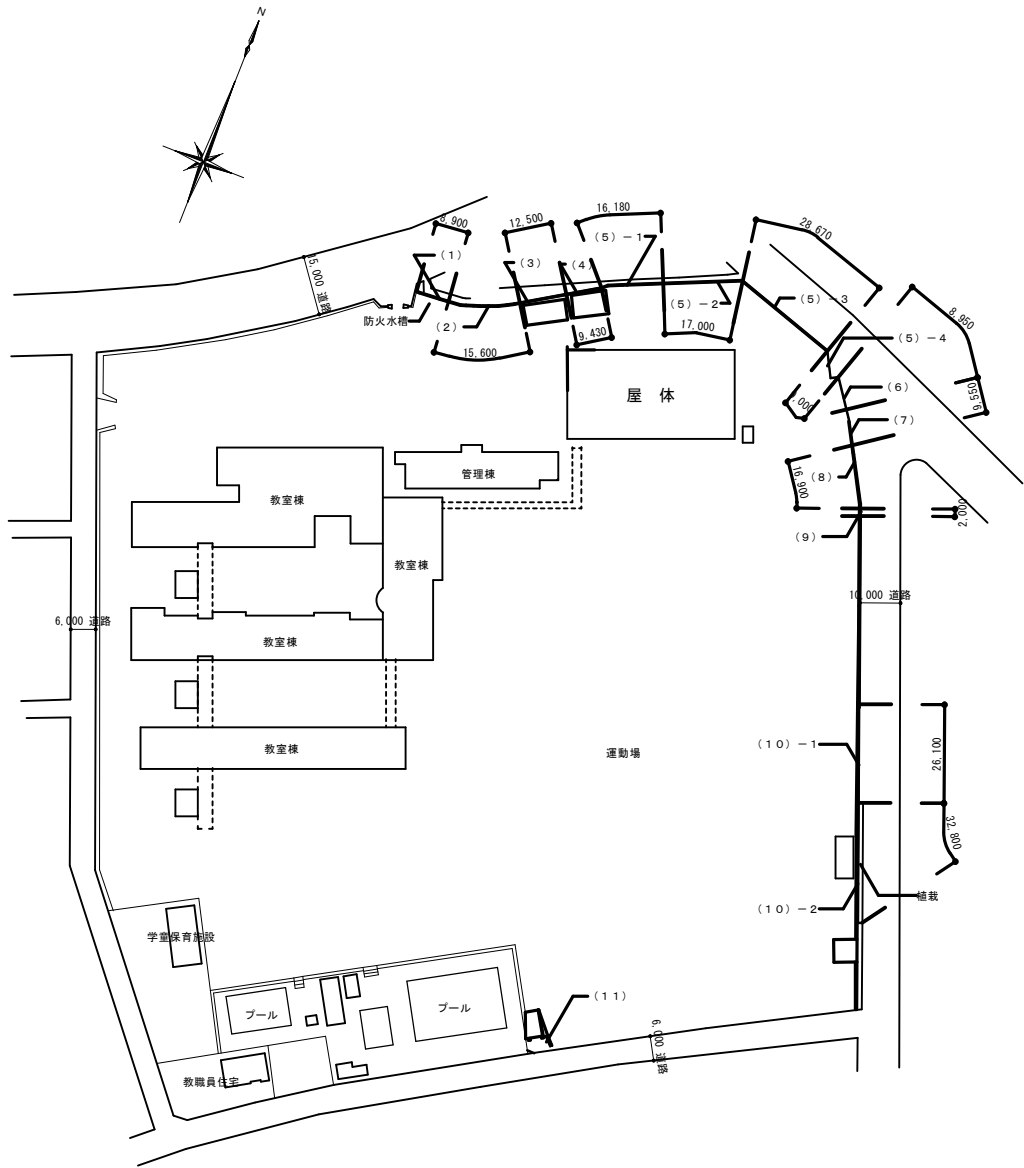 N
8,900
12,500
16,180
28,670
(1)
(3)
(4)
(5)-1
15,000 道路
防火水槽
(2)
(5)-2
(5)-3
8,950
(5)-4
15,600
9,430
17,000
屋 体
9,550
(6)
(7)
管理棟
16,900
(8)
教室棟
2,000
(9)
教室棟
6,000 道路
10,000 道路
教室棟
教室棟
運動場
(10)-1
26,100
32,800
植栽
(10)-2
学童保育施設
プール
プール
(11)
6,000 道路
教職員住宅